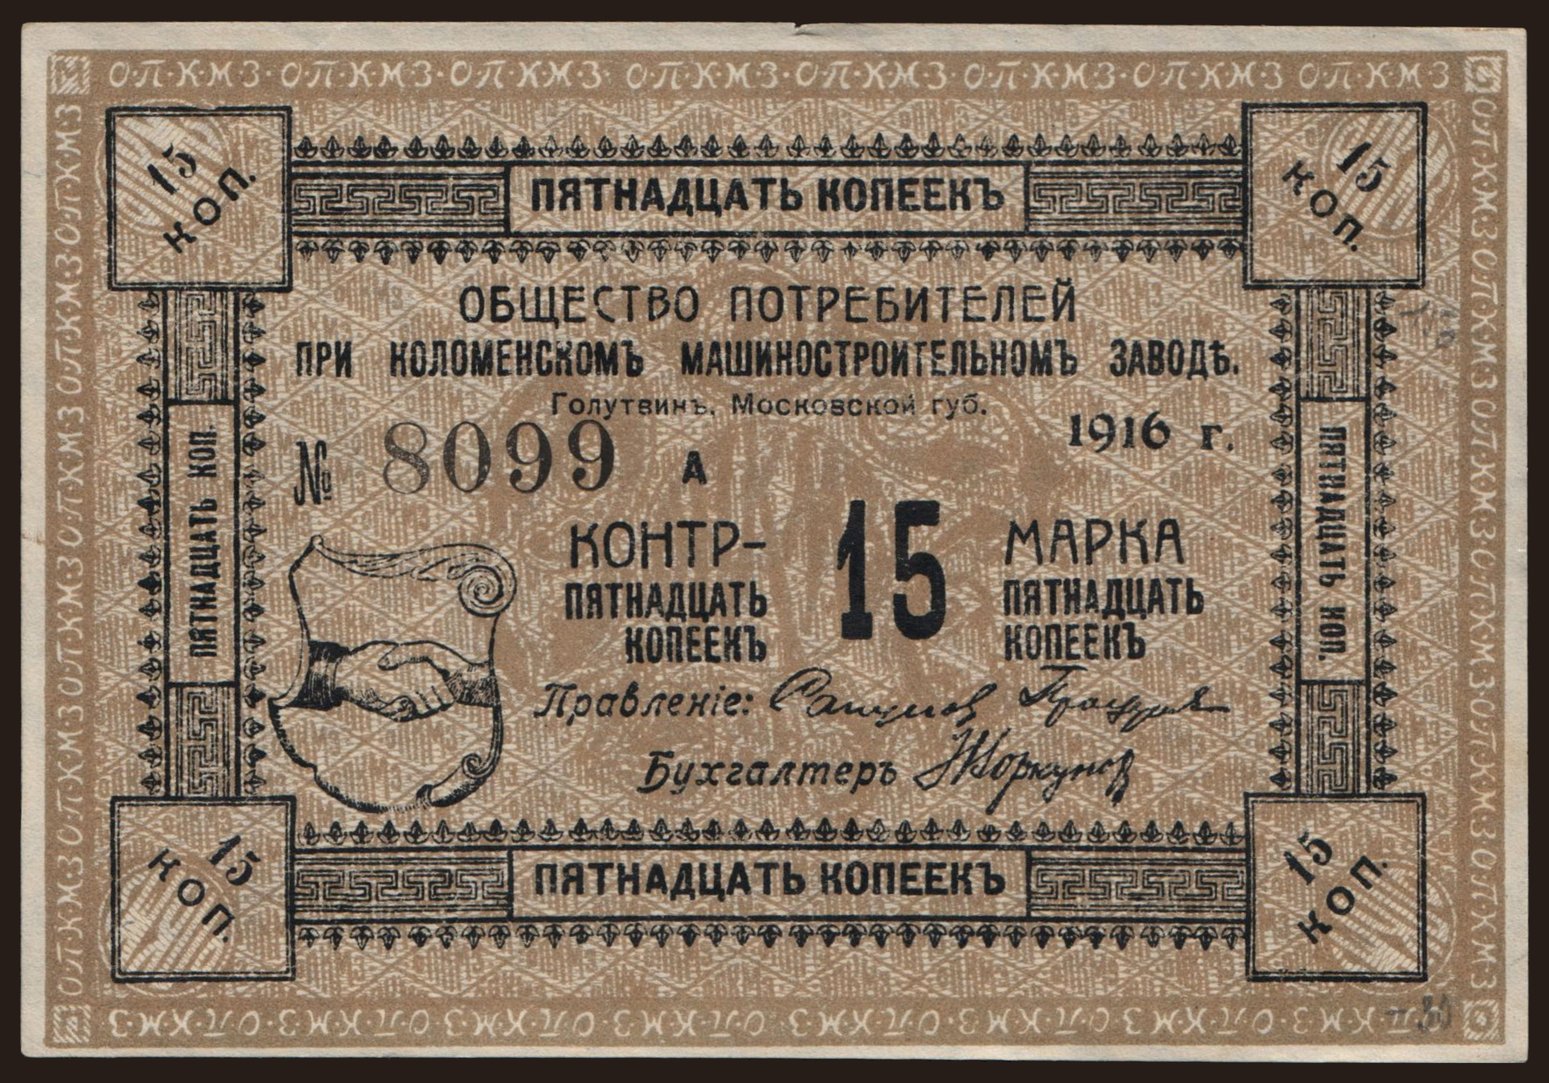 О·П·К·М·З·О·П·К·М·З·О·П·К·М·З·О·П·К·М·З·О·П·К·М·З·О·П·К·М·З
15 КОП.
15 КОП.
ПЯТНАДЦАТЬ КОПЕЕКЪ
ОБЩЕСТВО ПОТРЕБИТЕЛЕЙ
ПРИ КОЛОМЕНСКОМЪ МАШИНОСТРОИТЕЛЬНОМЪ ЗАВОДѢ.
Голутвинъ, Московской губ.
1916 г.
№ 8099 А
ПЯТНАДЦАТЬ КОП.
ПЯТНАДЦАТЬ КОП.
КОНТР- 15 МАРКА
ПЯТНАДЦАТЬ ПЯТНАДЦАТЬ
КОПЕЕКЪ КОПЕЕКЪ
Правленіе:
Бухгалтеръ Коркунов
ПЯТНАДЦАТЬ КОПЕЕКЪ
15 КОП.
15 КОП.